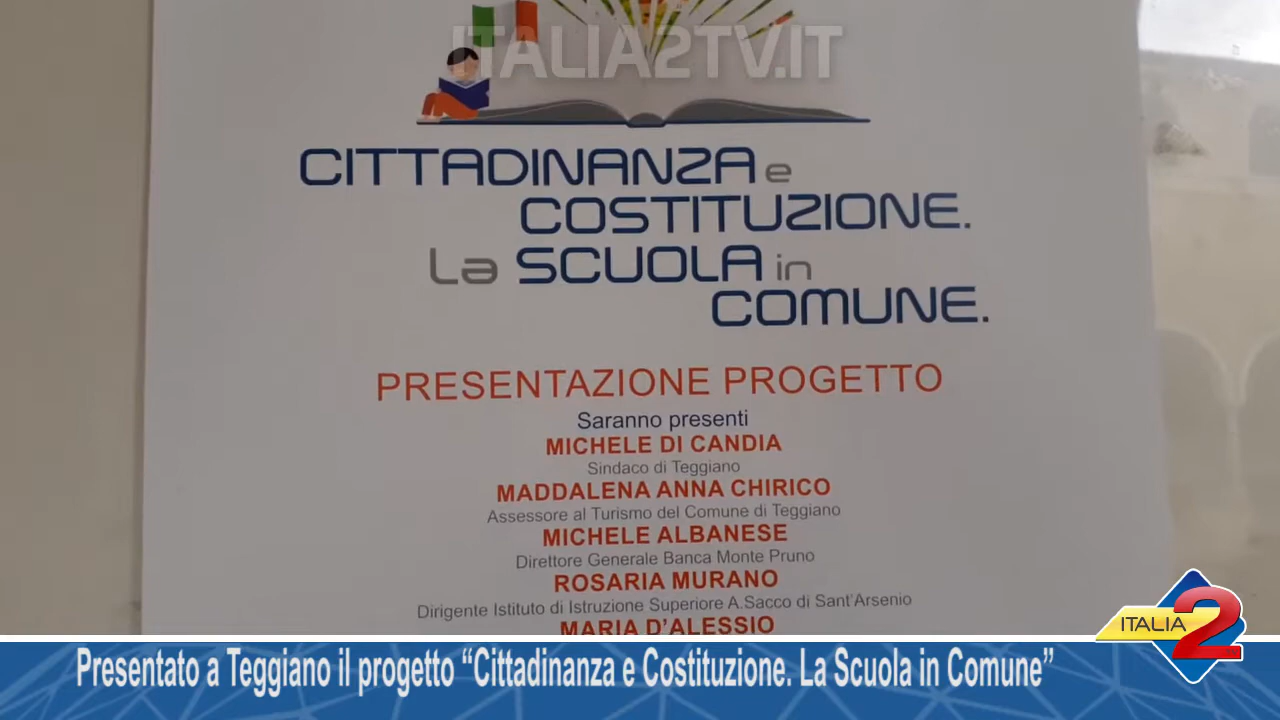 ITALIA2TV.IT
CITTADINANZA e
COSTITUZIONE.
La SCUOLA in
COMUNE.
PRESENTAZIONE PROGETTO
Saranno presenti
MICHELE DI CANDIA
Sindaco di Teggiano
MADDALENA ANNA CHIRICO
Assessore al Turismo del Comune di Teggiano
MICHELE ALBANESE
Direttore Generale Banca Monte Pruno
ROSARIA MURANO
Dirigente Istituto di Istruzione Superiore A.Sacco di Sant'Arsenio
MARIA D'ALESSIO
ITALIA 2
Presentato a Teggiano il progetto “Cittadinanza e Costituzione. La Scuola in Comune”